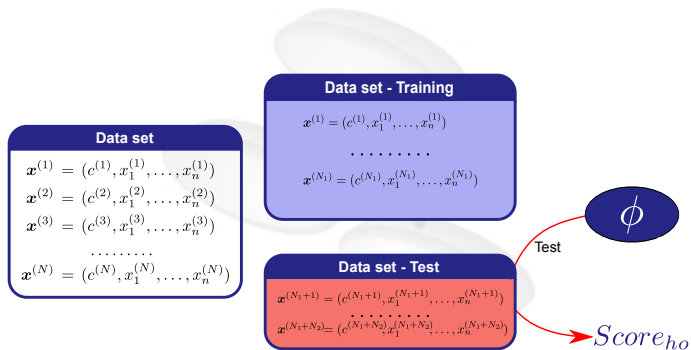 Data set
x^(1) = (c^(1), x_1^(1), . . . , x_n^(1))
x^(2) = (c^(2), x_1^(2), . . . , x_n^(2))
x^(3) = (c^(3), x_1^(3), . . . , x_n^(3))
. . . . . . . . .
x^(N) = (c^(N), x_1^(N), . . . , x_n^(N))
Data set - Training
x^(1) = (c^(1), x_1^(1), . . . , x_n^(1))
. . . . . . . . .
x^(N_1) = (c^(N_1), x_1^(N_1), . . . , x_n^(N_1))
Data set - Test
x^(N_1+1) = (c^(N_1+1), x_1^(N_1+1), . . . , x_n^(N_1+1))
. . . . . . . . .
x^(N_1+N_2) = (c^(N_1+N_2), x_1^(N_1+N_2), . . . , x_n^(N_1+N_2))
ϕ
Test
Score_ho